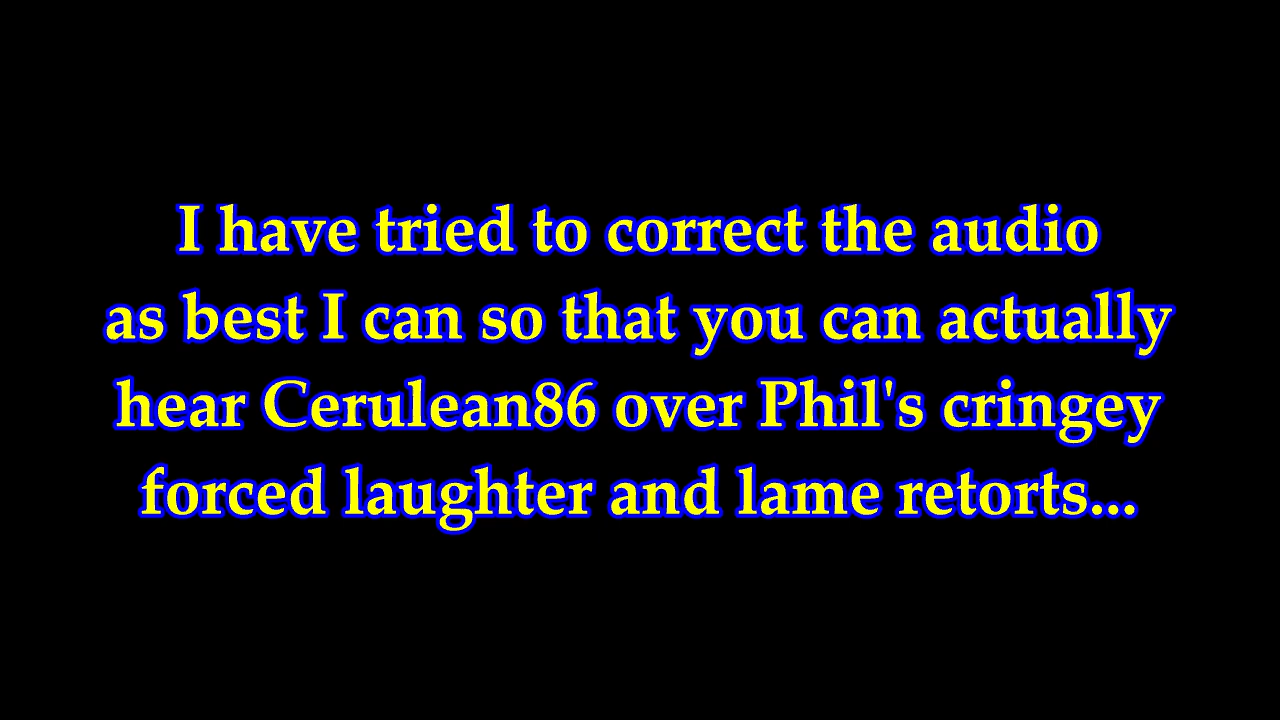 I have tried to correct the audio
as best I can so that you can actually
hear Cerulean86 over Phil's cringey
forced laughter and lame retorts...